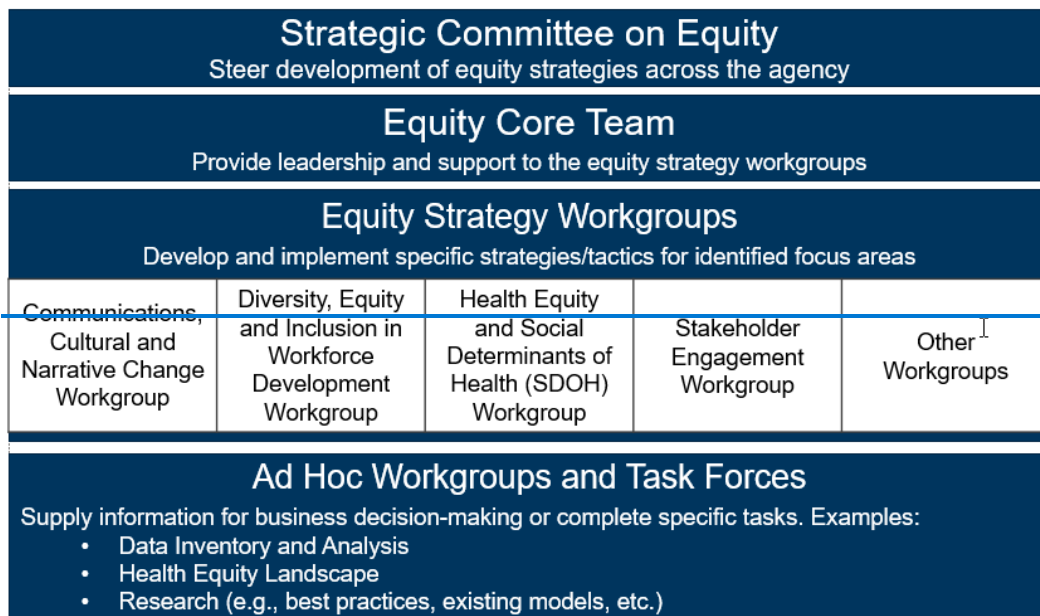 Strategic Committee on Equity
Steer development of equity strategies across the agency
Equity Core Team
Provide leadership and support to the equity strategy workgroups
Equity Strategy Workgroups
Develop and implement specific strategies/tactics for identified focus areas
Communications,
Cultural and
Narrative Change
Workgroup
Diversity, Equity
and Inclusion in
Workforce
Development
Workgroup
Health Equity
and Social
Determinants of
Health (SDOH)
Workgroup
Stakeholder
Engagement
Workgroup
Other
Workgroups
Ad Hoc Workgroups and Task Forces
Supply information for business decision-making or complete specific tasks. Examples:
• Data Inventory and Analysis
• Health Equity Landscape
• Research (e.g., best practices, existing models, etc.)